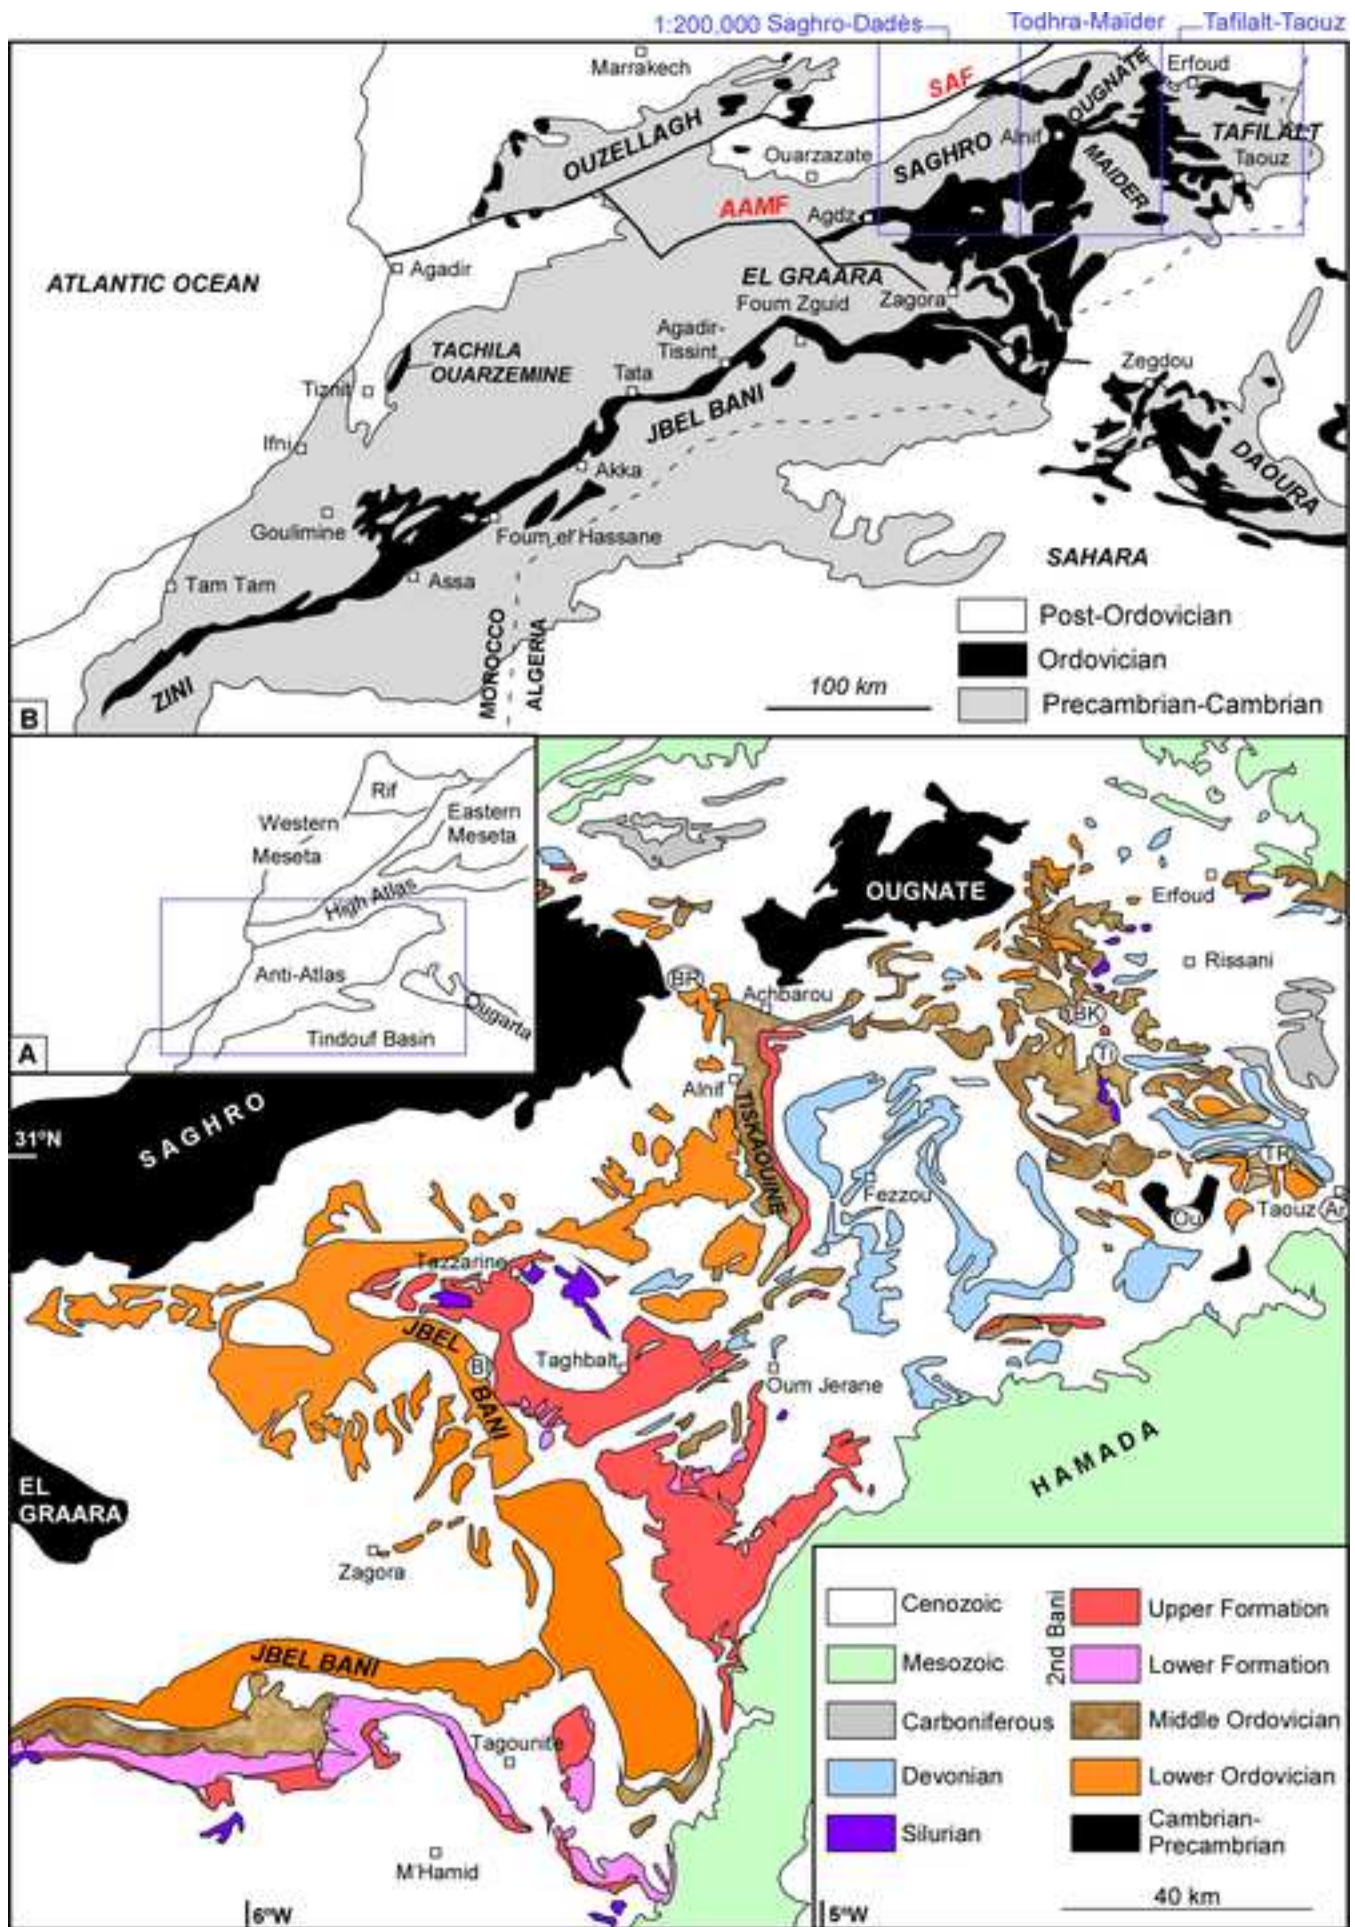 1:200,000 Saghro-Dadès
Todhra-Maïder
Tafilalt-Taouz
Marrakech
SAF
OUGNATE
Erfoud
OUZELLAGH
Ouarzazate
SAGHRO
Alnif
TAFILALT
Taouz
MAIDER
AAMF
Agdz
ATLANTIC OCEAN
Agadir
EL GRAARA
Foum Zguid
Zagora
Agadir-
Tissint
TACHILA
OUARZEMINE
Tata
Zegdou
Tiznit
JBEL BANI
Ifni
Akka
DAOURA
Goulimine
Foum el Hassane
SAHARA
Tam Tam
Assa
MOROCCO
ALGERIA
ZINI
Post-Ordovician
Ordovician
Precambrian-Cambrian
100 km
B
Rif
Western
Meseta
Eastern
Meseta
High Atlas
Anti-Atlas
Ougarta
Tindouf Basin
A
OUGNATE
Erfoud
Rissani
BR
Achbarou
BK
Ti
Alnif
TISKAOUINE
SAGHRO
31ºN
Fezzou
TR
Ou
Taouz
Ar
Tazzarine
JBEL
BANI
BI
Taghbalt
Oum Jerane
HAMADA
EL
GRAARA
Zagora
JBEL BANI
Tagounite
M'Hamid
6ºW
5ºW
Cenozoic
Mesozoic
Carboniferous
Devonian
Silurian
2nd Bani
Upper Formation
Lower Formation
Middle Ordovician
Lower Ordovician
Cambrian-
Precambrian
40 km